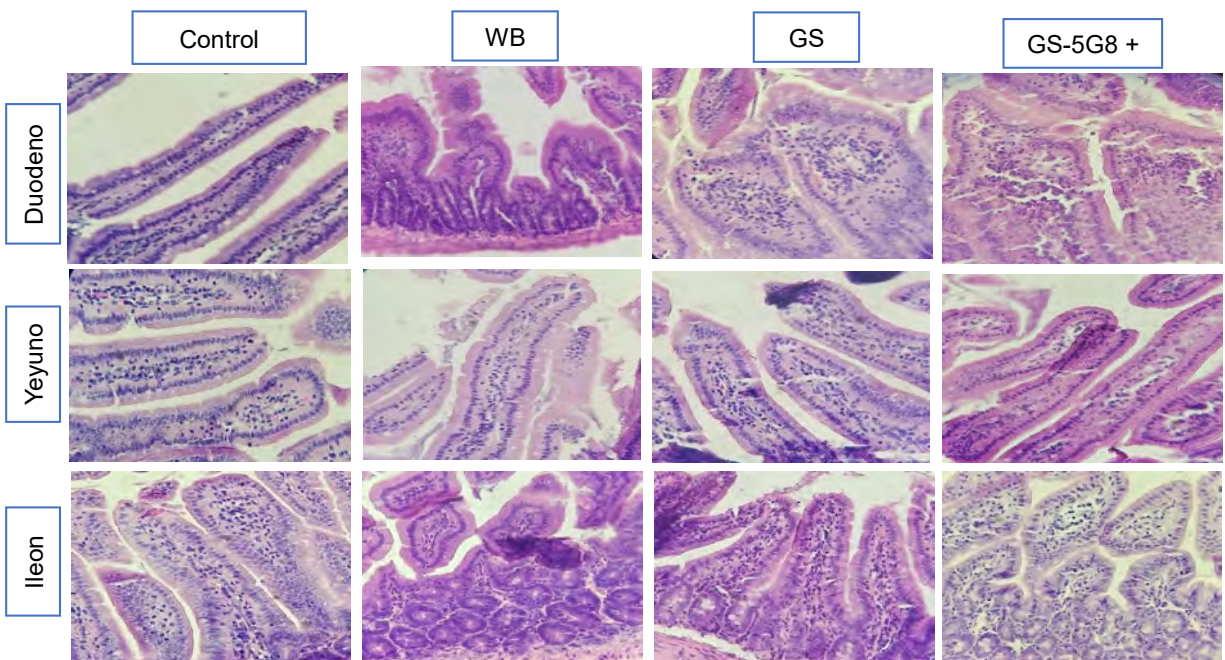 Control
WB
GS
GS-5G8 +
Duodeno
Yeyuno
Ileon